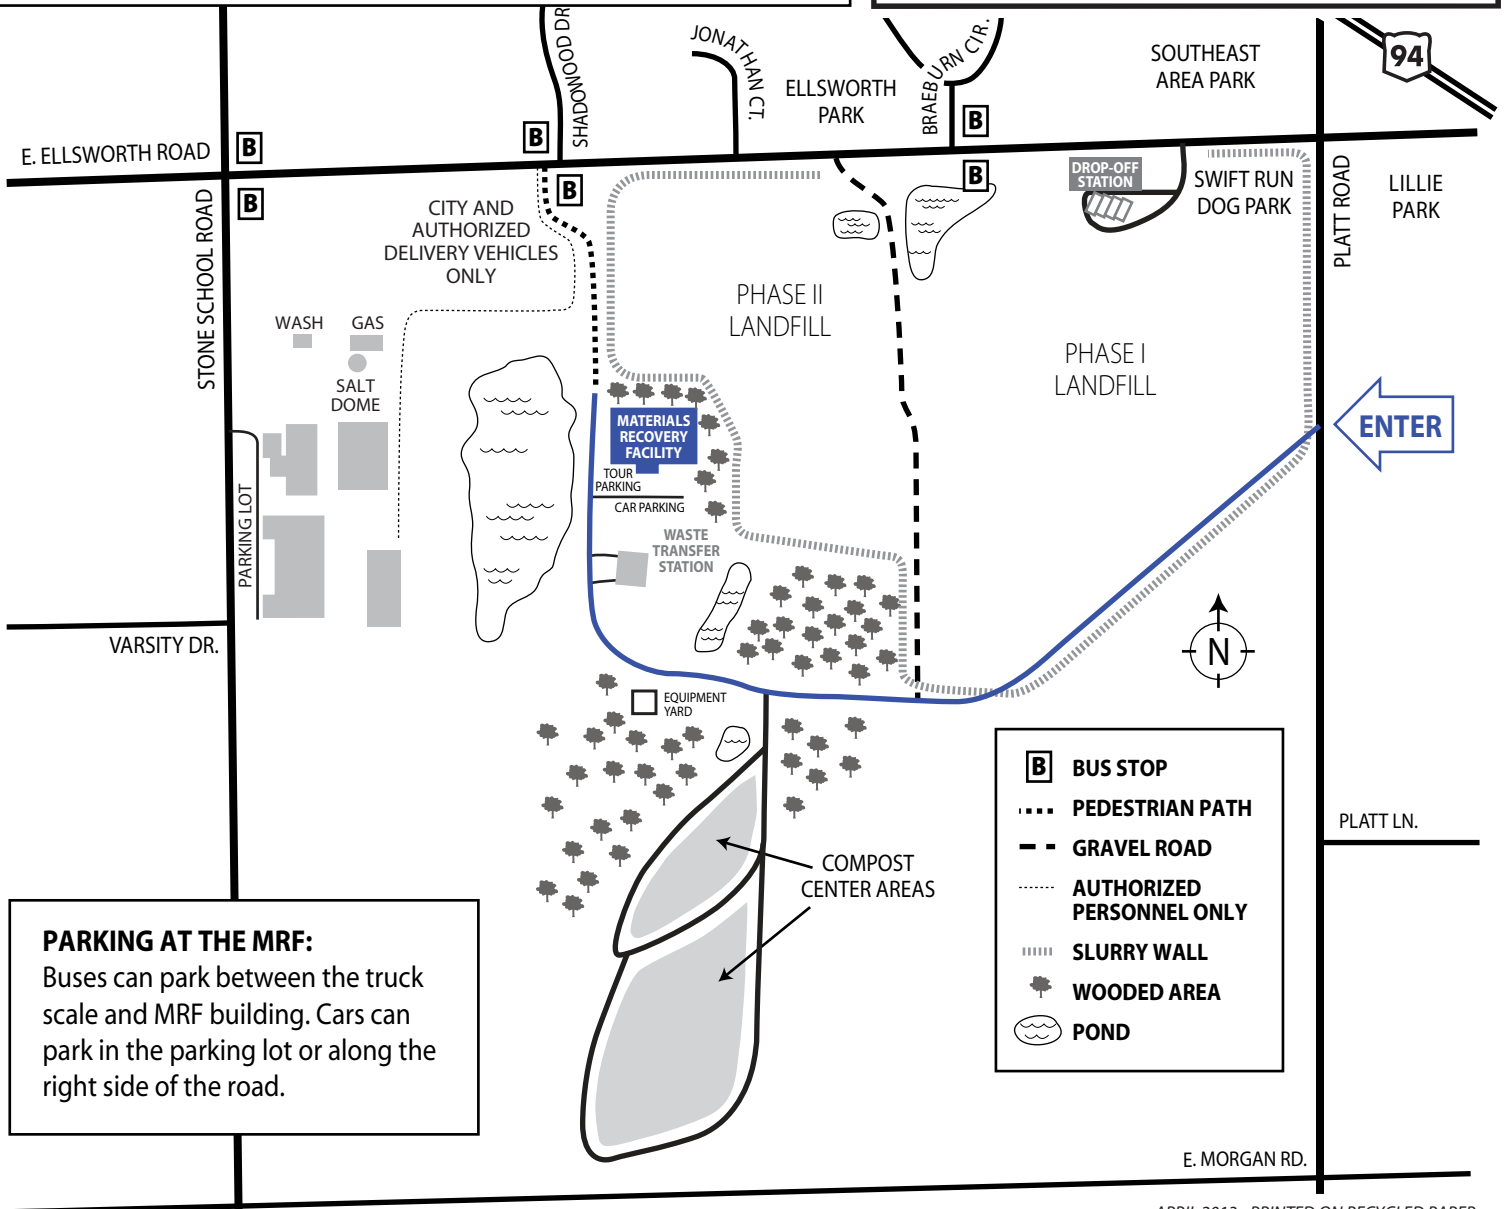 SHADOWOOD DR
JONATHAN CT.
ELLSWORTH
PARK
BRAEBURN CIR.
SOUTHEAST
AREA PARK
94
E. ELLSWORTH ROAD
B
B
B
B
B
B
STONE SCHOOL ROAD
CITY AND
AUTHORIZED
DELIVERY VEHICLES
ONLY
DROP-OFF
STATION
SWIFT RUN
DOG PARK
PLATT ROAD
LILLIE
PARK
PHASE II
LANDFILL
PHASE I
LANDFILL
WASH
GAS
SALT
DOME
MATERIALS
RECOVERY
FACILITY
TOUR
PARKING
CAR PARKING
ENTER
PARKING LOT
WASTE
TRANSFER
STATION
VARSITY DR.
N
EQUIPMENT
YARD
COMPOST
CENTER AREAS
B BUS STOP
PEDESTRIAN PATH
GRAVEL ROAD
AUTHORIZED
PERSONNEL ONLY
SLURRY WALL
WOODED AREA
POND
PLATT LN.
PARKING AT THE MRF:
Buses can park between the truck
scale and MRF building. Cars can
park in the parking lot or along the
right side of the road.
E. MORGAN RD.